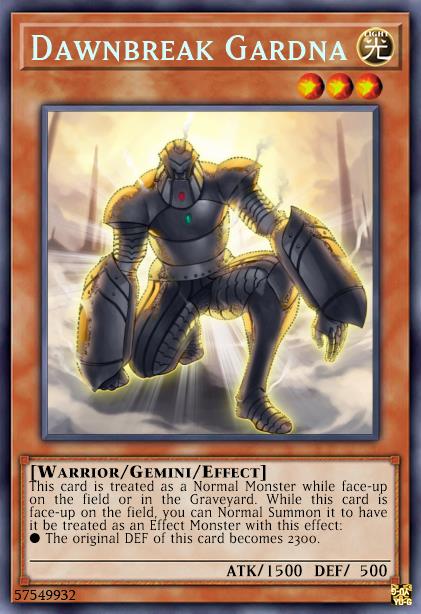 DAWNBREAK GARDNA
LIGHT
光
[WARRIOR/GEMINI/EFFECT]
This card is treated as a Normal Monster while face-up
on the field or in the Graveyard. While this card is
face-up on the field, you can Normal Summon it to have
it be treated as an Effect Monster with this effect:
● The original DEF of this card becomes 2300.
ATK/1500 DEF/ 500
57549932